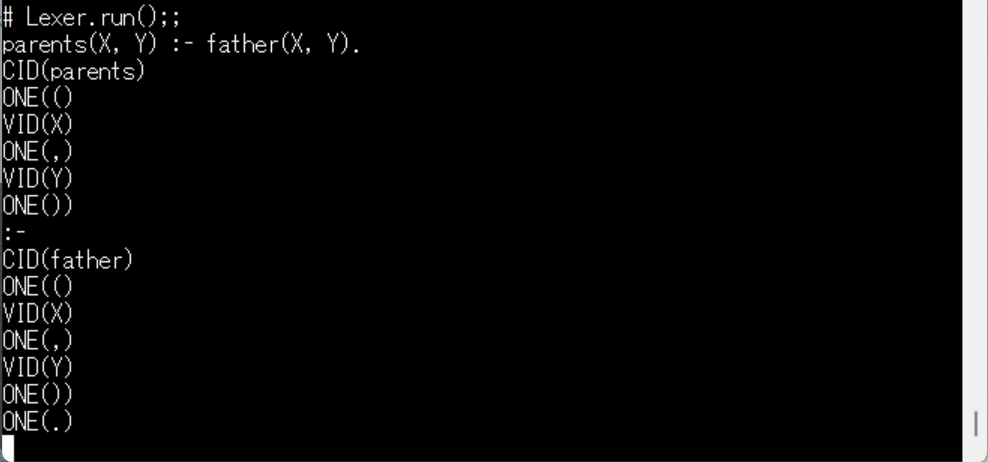 # Lexer.run();;
parents(X, Y) :- father(X, Y).
CID(parents)
ONE(()
VID(X)
ONE(,)
VID(Y)
ONE())
:-
CID(father)
ONE(()
VID(X)
ONE(,)
VID(Y)
ONE())
ONE(.)